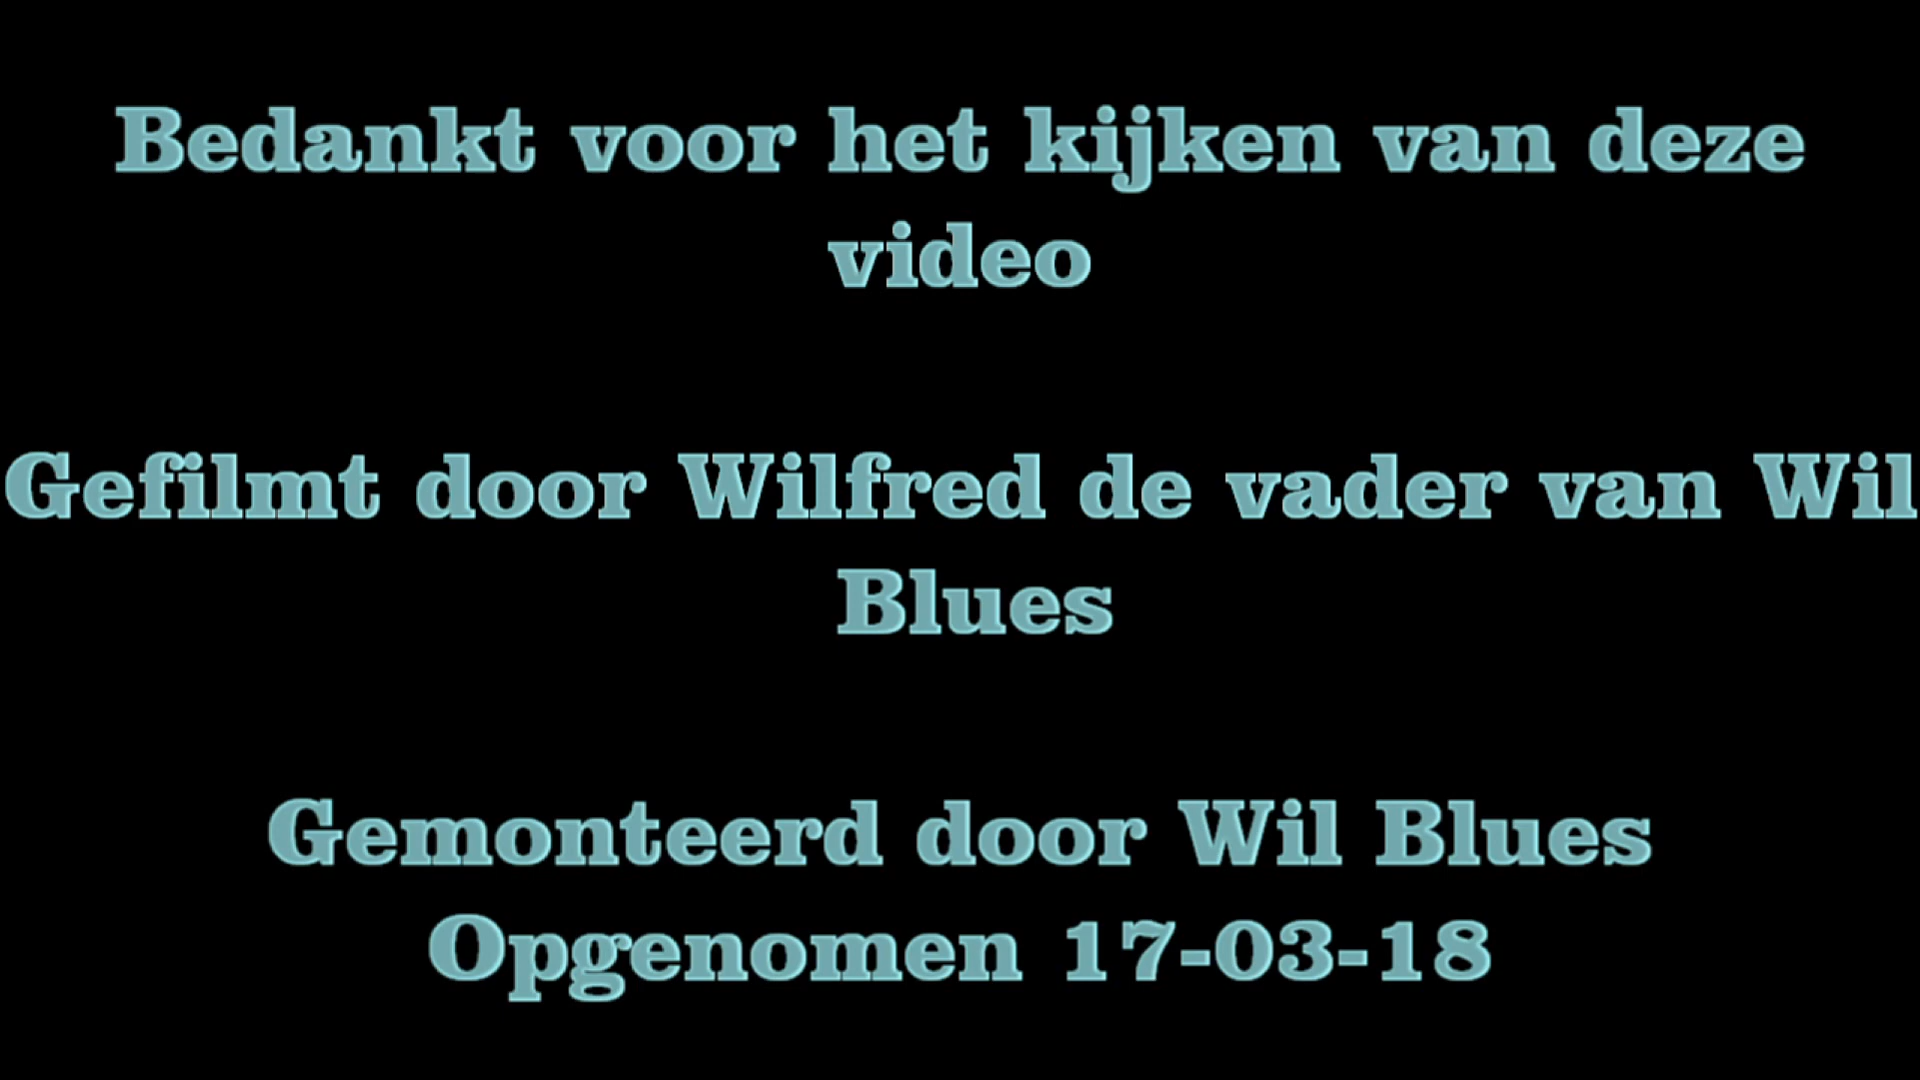 Bedankt voor het kijken van deze
video
Gefilmt door Wilfred de vader van Wil
Blues
Gemonteerd door Wil Blues
Opgenomen 17-03-18